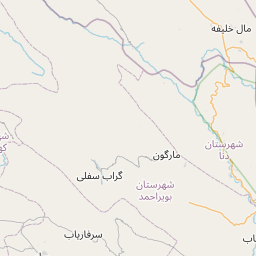 مال خلیفه
شهرستان
دنا
مارگون
گراب سفلی
شهرستان
بویراحمد
سرفاریاب